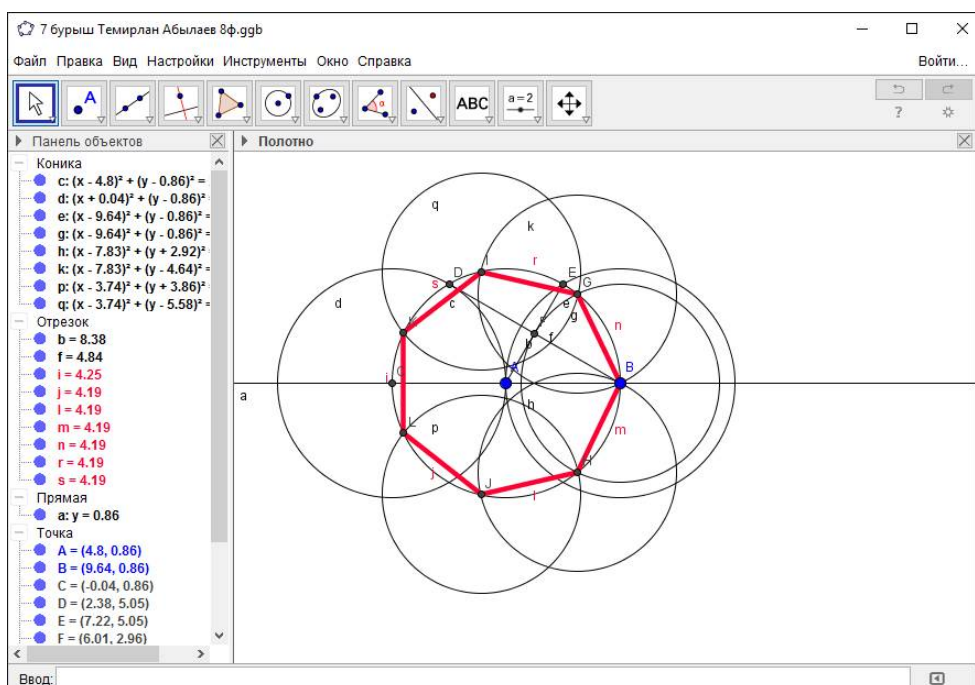 7 бурыш Темирлан Абылаев 8ф.ggb
Файл Правка Вид Настройки Инструменты Окно Справка Войти...
A ABC a=2 α ?
Панель объектов Полотно
Коника
c: (x - 4.8)² + (y - 0.86)² =
d: (x + 0.04)² + (y - 0.86)²
e: (x - 9.64)² + (y - 0.86)² =
g: (x - 9.64)² + (y - 0.86)² =
h: (x - 7.83)² + (y + 2.92)² =
k: (x - 7.83)² + (y - 4.64)² =
p: (x - 3.74)² + (y + 3.86)² =
q: (x - 3.74)² + (y - 5.58)² =
Отрезок
b = 8.38
f = 4.84
i = 4.25
j = 4.19
l = 4.19
m = 4.19
n = 4.19
r = 4.19
s = 4.19
Прямая
a: y = 0.86
Точка
A = (4.8, 0.86)
B = (9.64, 0.86)
C = (-0.04, 0.86)
D = (2.38, 5.05)
E = (7.22, 5.05)
F = (6.01, 2.96)
q
k
D I r E
s G
d c e
g
n
F
b f
A B
i C
a
h
p m
L
H
j
J l
Ввод: